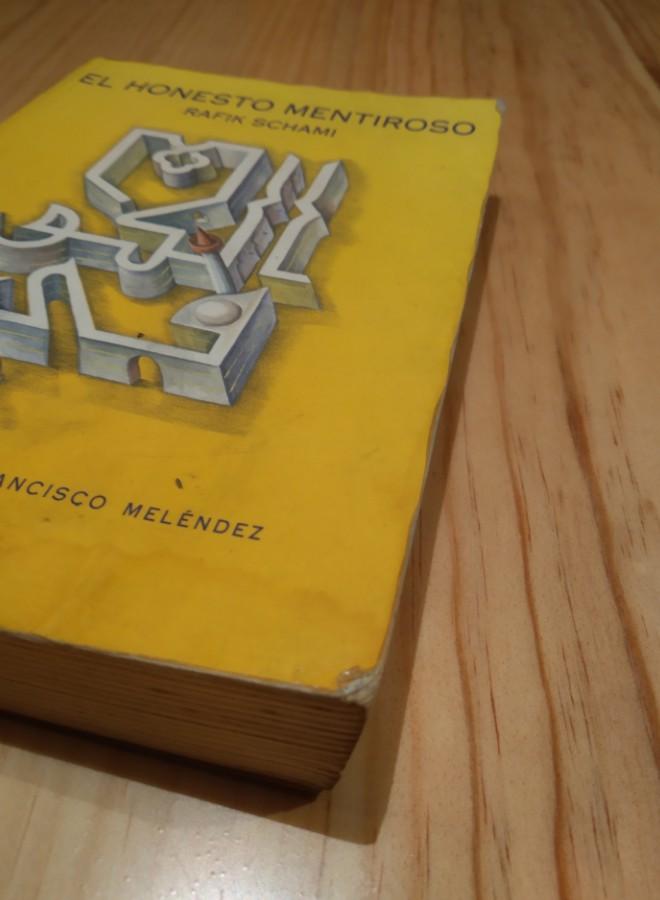 EL HONESTO MENTIROSO
RAFIK SCHAMI
ANCISCO MELÉNDEZ